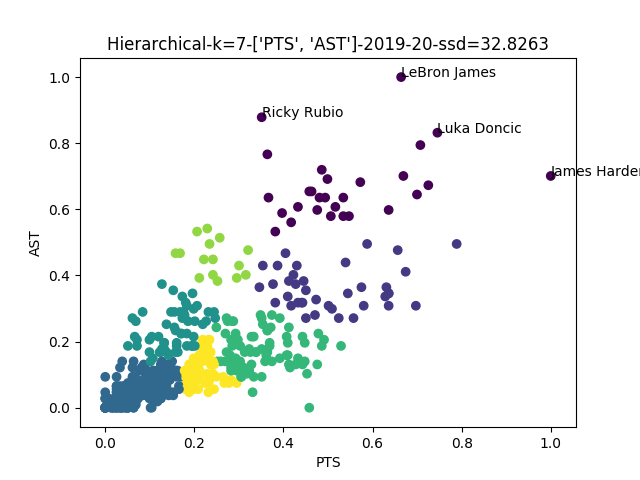 Hierarchical-k=7-['PTS', 'AST']-2019-20-ssd=32.8263
1.0
0.8
0.6
0.4
0.2
0.0
AST
LeBron James
Ricky Rubio
Luka Doncic
James Harden
0.0 0.2 0.4 0.6 0.8 1.0
PTS